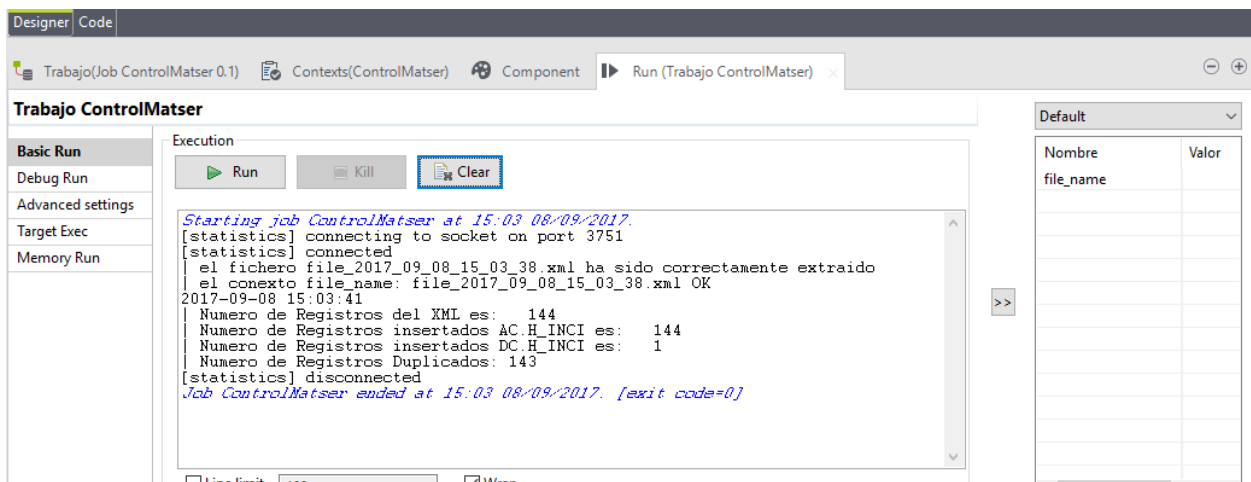 Designer Code
Trabajo(Job ControlMatser 0.1) Contexts(ControlMatser) Component Run (Trabajo ControlMatser)
Trabajo ControlMatser
Default
Basic Run
Debug Run
Advanced settings
Target Exec
Memory Run
Execution
Run Kill Clear
Starting job ControlMatser at 15:03 08/09/2017.
[statistics] connecting to socket on port 3751
[statistics] connected
| el fichero file_2017_09_08_15_03_38.xml ha sido correctamente extraido
| el conexto file_name: file_2017_09_08_15_03_38.xml OK
2017-09-08 15:03:41
| Numero de Registros del XML es: 144
| Numero de Registros insertados AC.H_INCI es: 144
| Numero de Registros insertados DC.H_INCI es: 1
| Numero de Registros Duplicados: 143
[statistics] disconnected
Job ControlMatser ended at 15:03 08/09/2017. [exit code=0]
>>
Nombre Valor
file_name